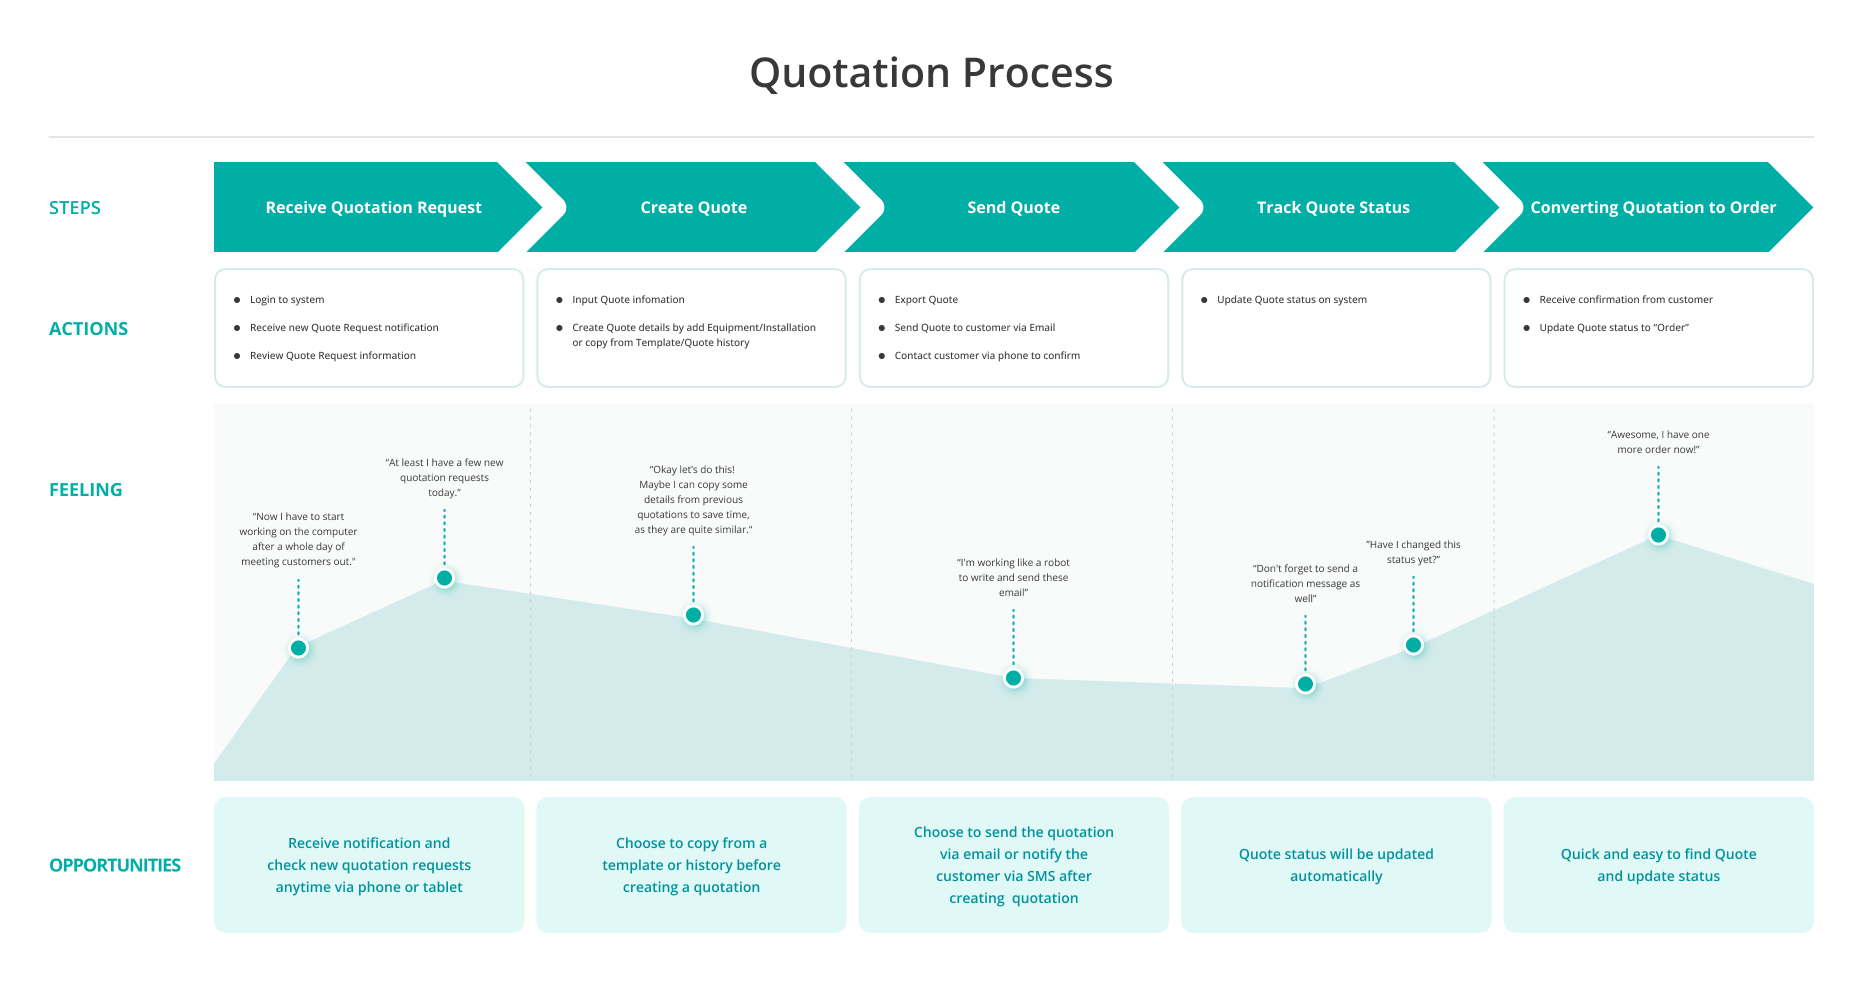 Quotation Process
STEPS
Receive Quotation Request
Create Quote
Send Quote
Track Quote Status
Converting Quotation to Order
ACTIONS
● Login to system
● Receive new Quote Request notification
● Review Quote Request information
● Input Quote infomation
● Create Quote details by add Equipment/Installation
or copy from Template/Quote history
● Export Quote
● Send Quote to customer via Email
● Contact customer via phone to confirm
● Update Quote status on system
● Receive confirmation from customer
● Update Quote status to “Order”
FEELING
“Now I have to start
working on the computer
after a whole day of
meeting customers out.”
“At least I have a few new
quotation requests
today.”
“Okay let’s do this!
Maybe I can copy some
details from previous
quotations to save time,
as they are quite similar.”
“I'm working like a robot
to write and send these
email”
“Don't forget to send a
notification message as
well”
“Have I changed this
status yet?”
“Awesome, I have one
more order now!”
OPPORTUNITIES
Receive notification and
check new quotation requests
anytime via phone or tablet
Choose to copy from a
template or history before
creating a quotation
Choose to send the quotation
via email or notify the
customer via SMS after
creating quotation
Quote status will be updated
automatically
Quick and easy to find Quote
and update status